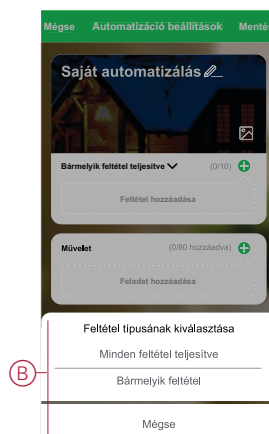 Mégse Automatizáció beállítások Mentés
Saját automatizálás
Bármelyik feltétel teljesítve (0/10)
Feltétel hozzáadása
Művelet (0/80 hozzáadva)
Feladat hozzáadása
Feltétel típusának kiválasztása
Minden feltétel teljesítve
B
Bármelyik feltétel
Mégse